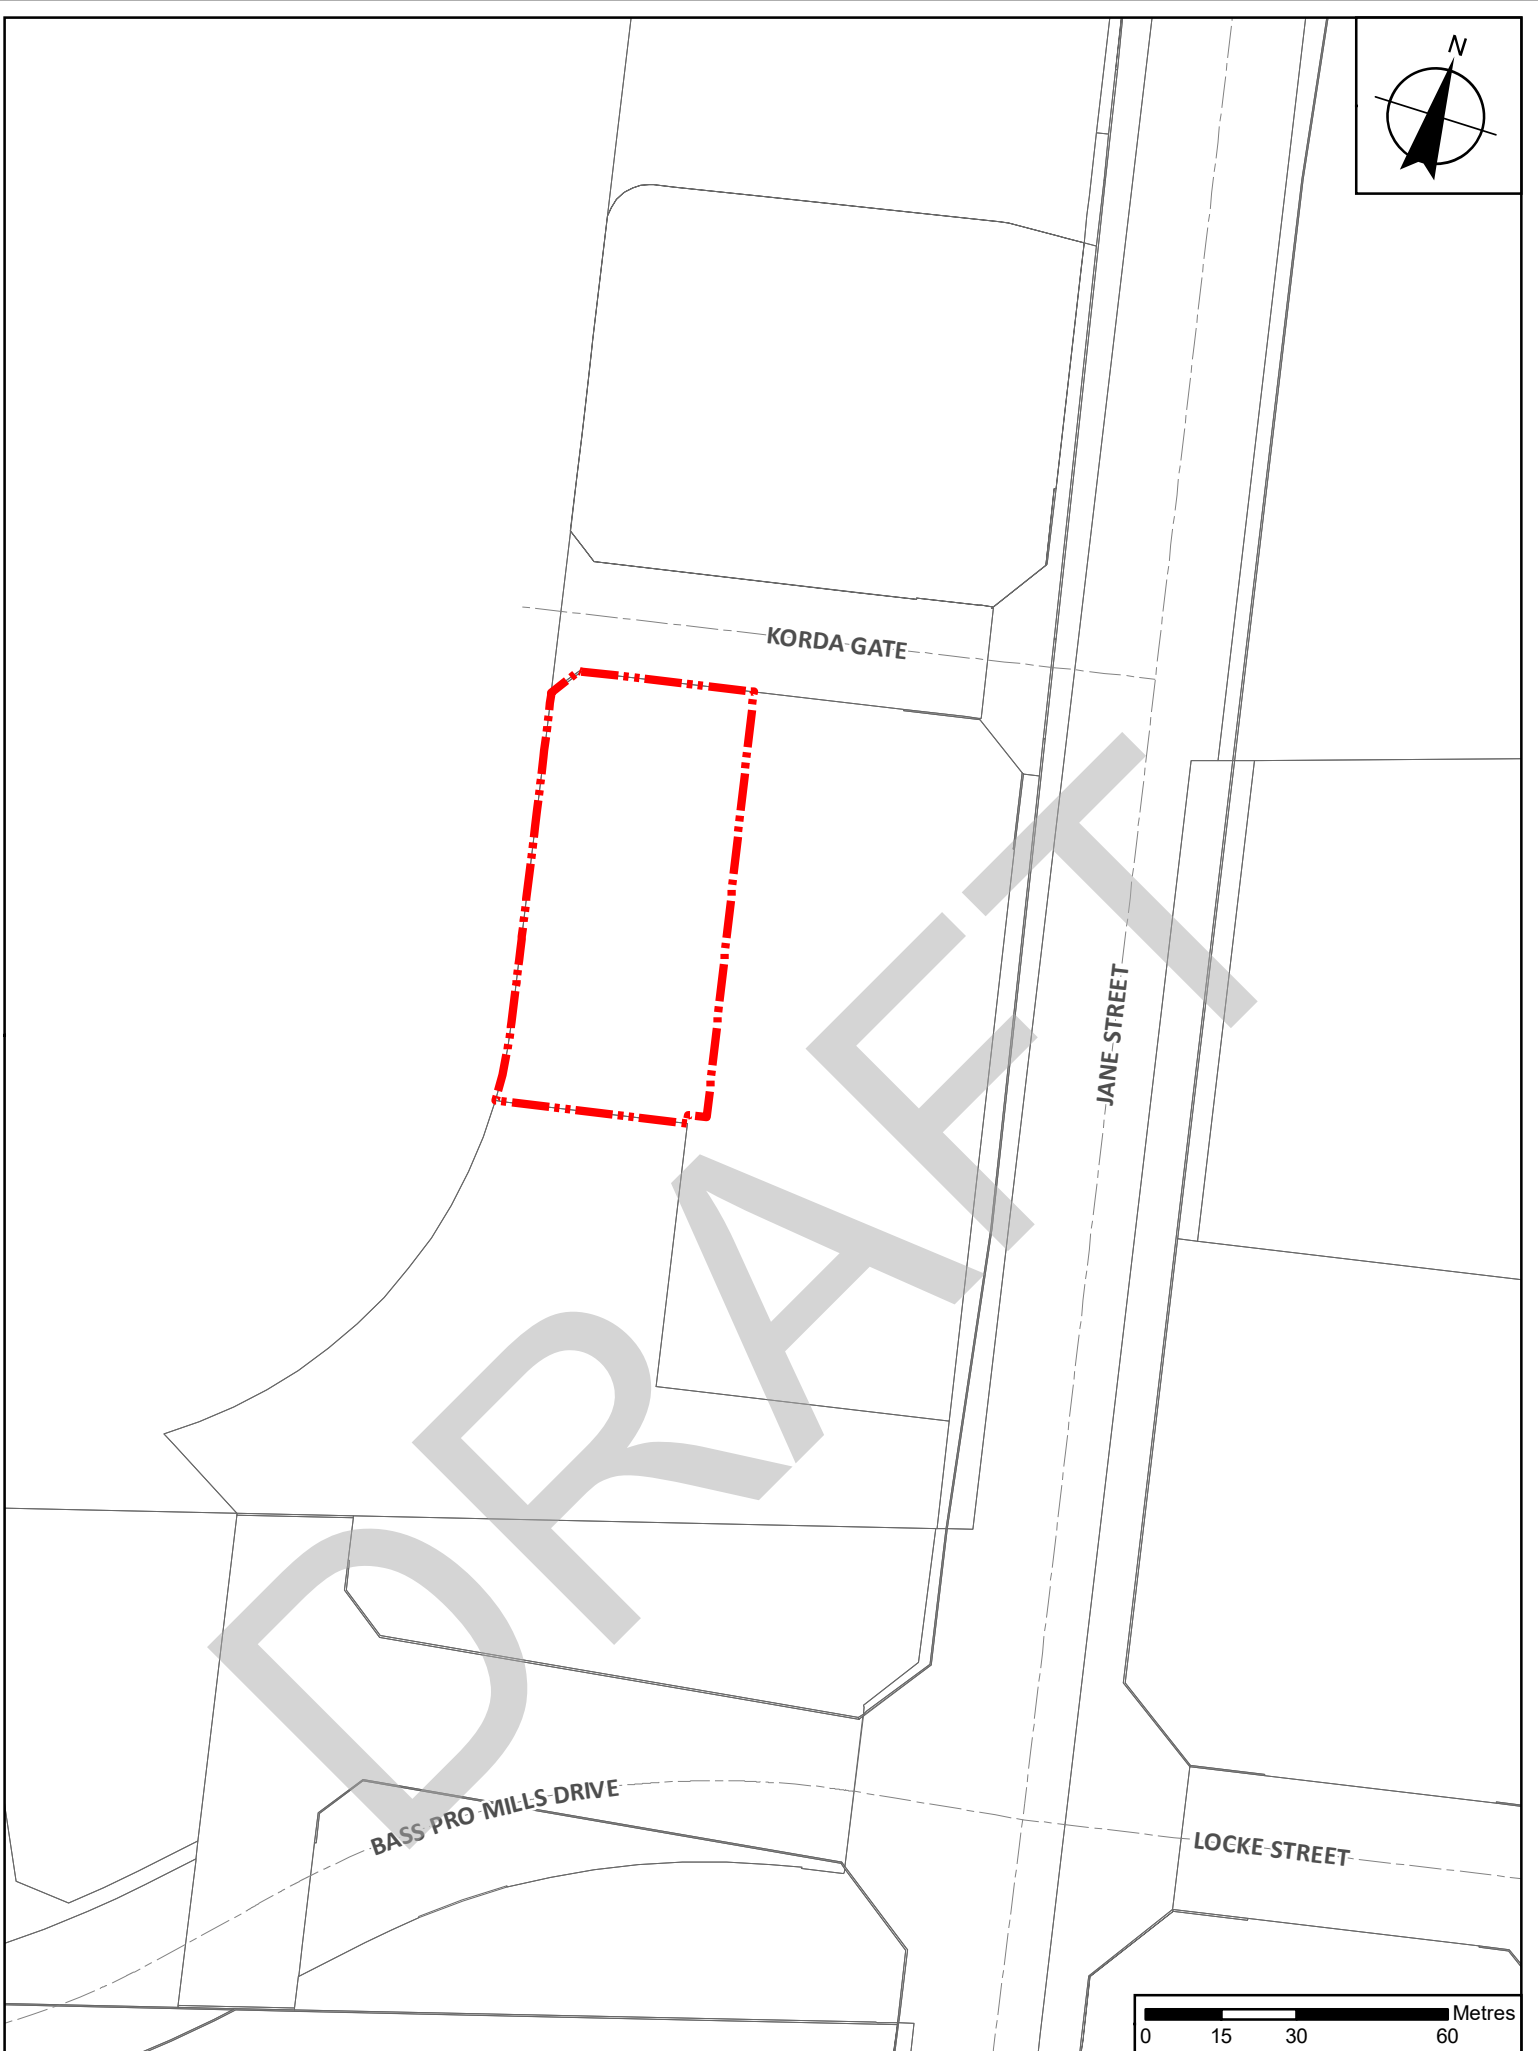 N
KORDA GATE
JANE STREET
DRAFT
BASS PRO MILLS DRIVE
LOCKE STREET
Metres
0 15 30 60